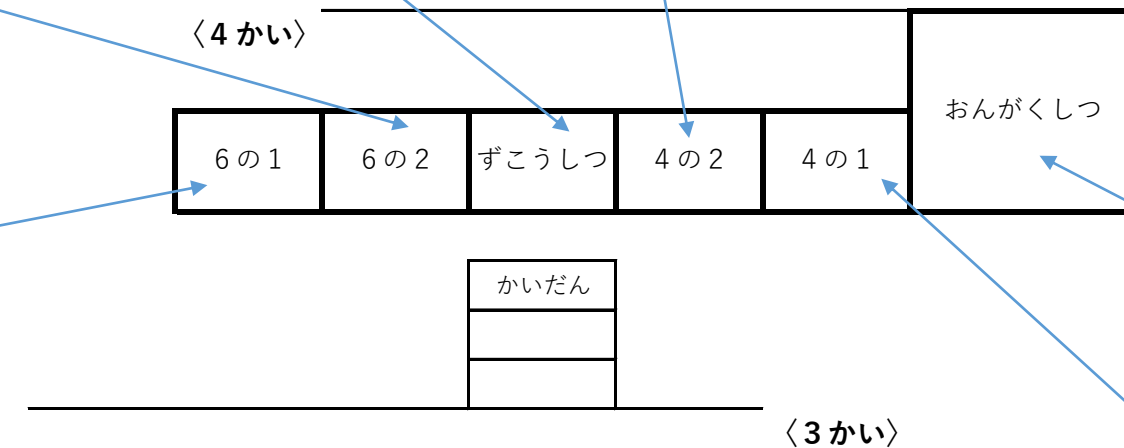 〈4かい〉
おんがくしつ
6の1
6の2
ずこうしつ
4の2
4の1
かいだん
〈3かい〉